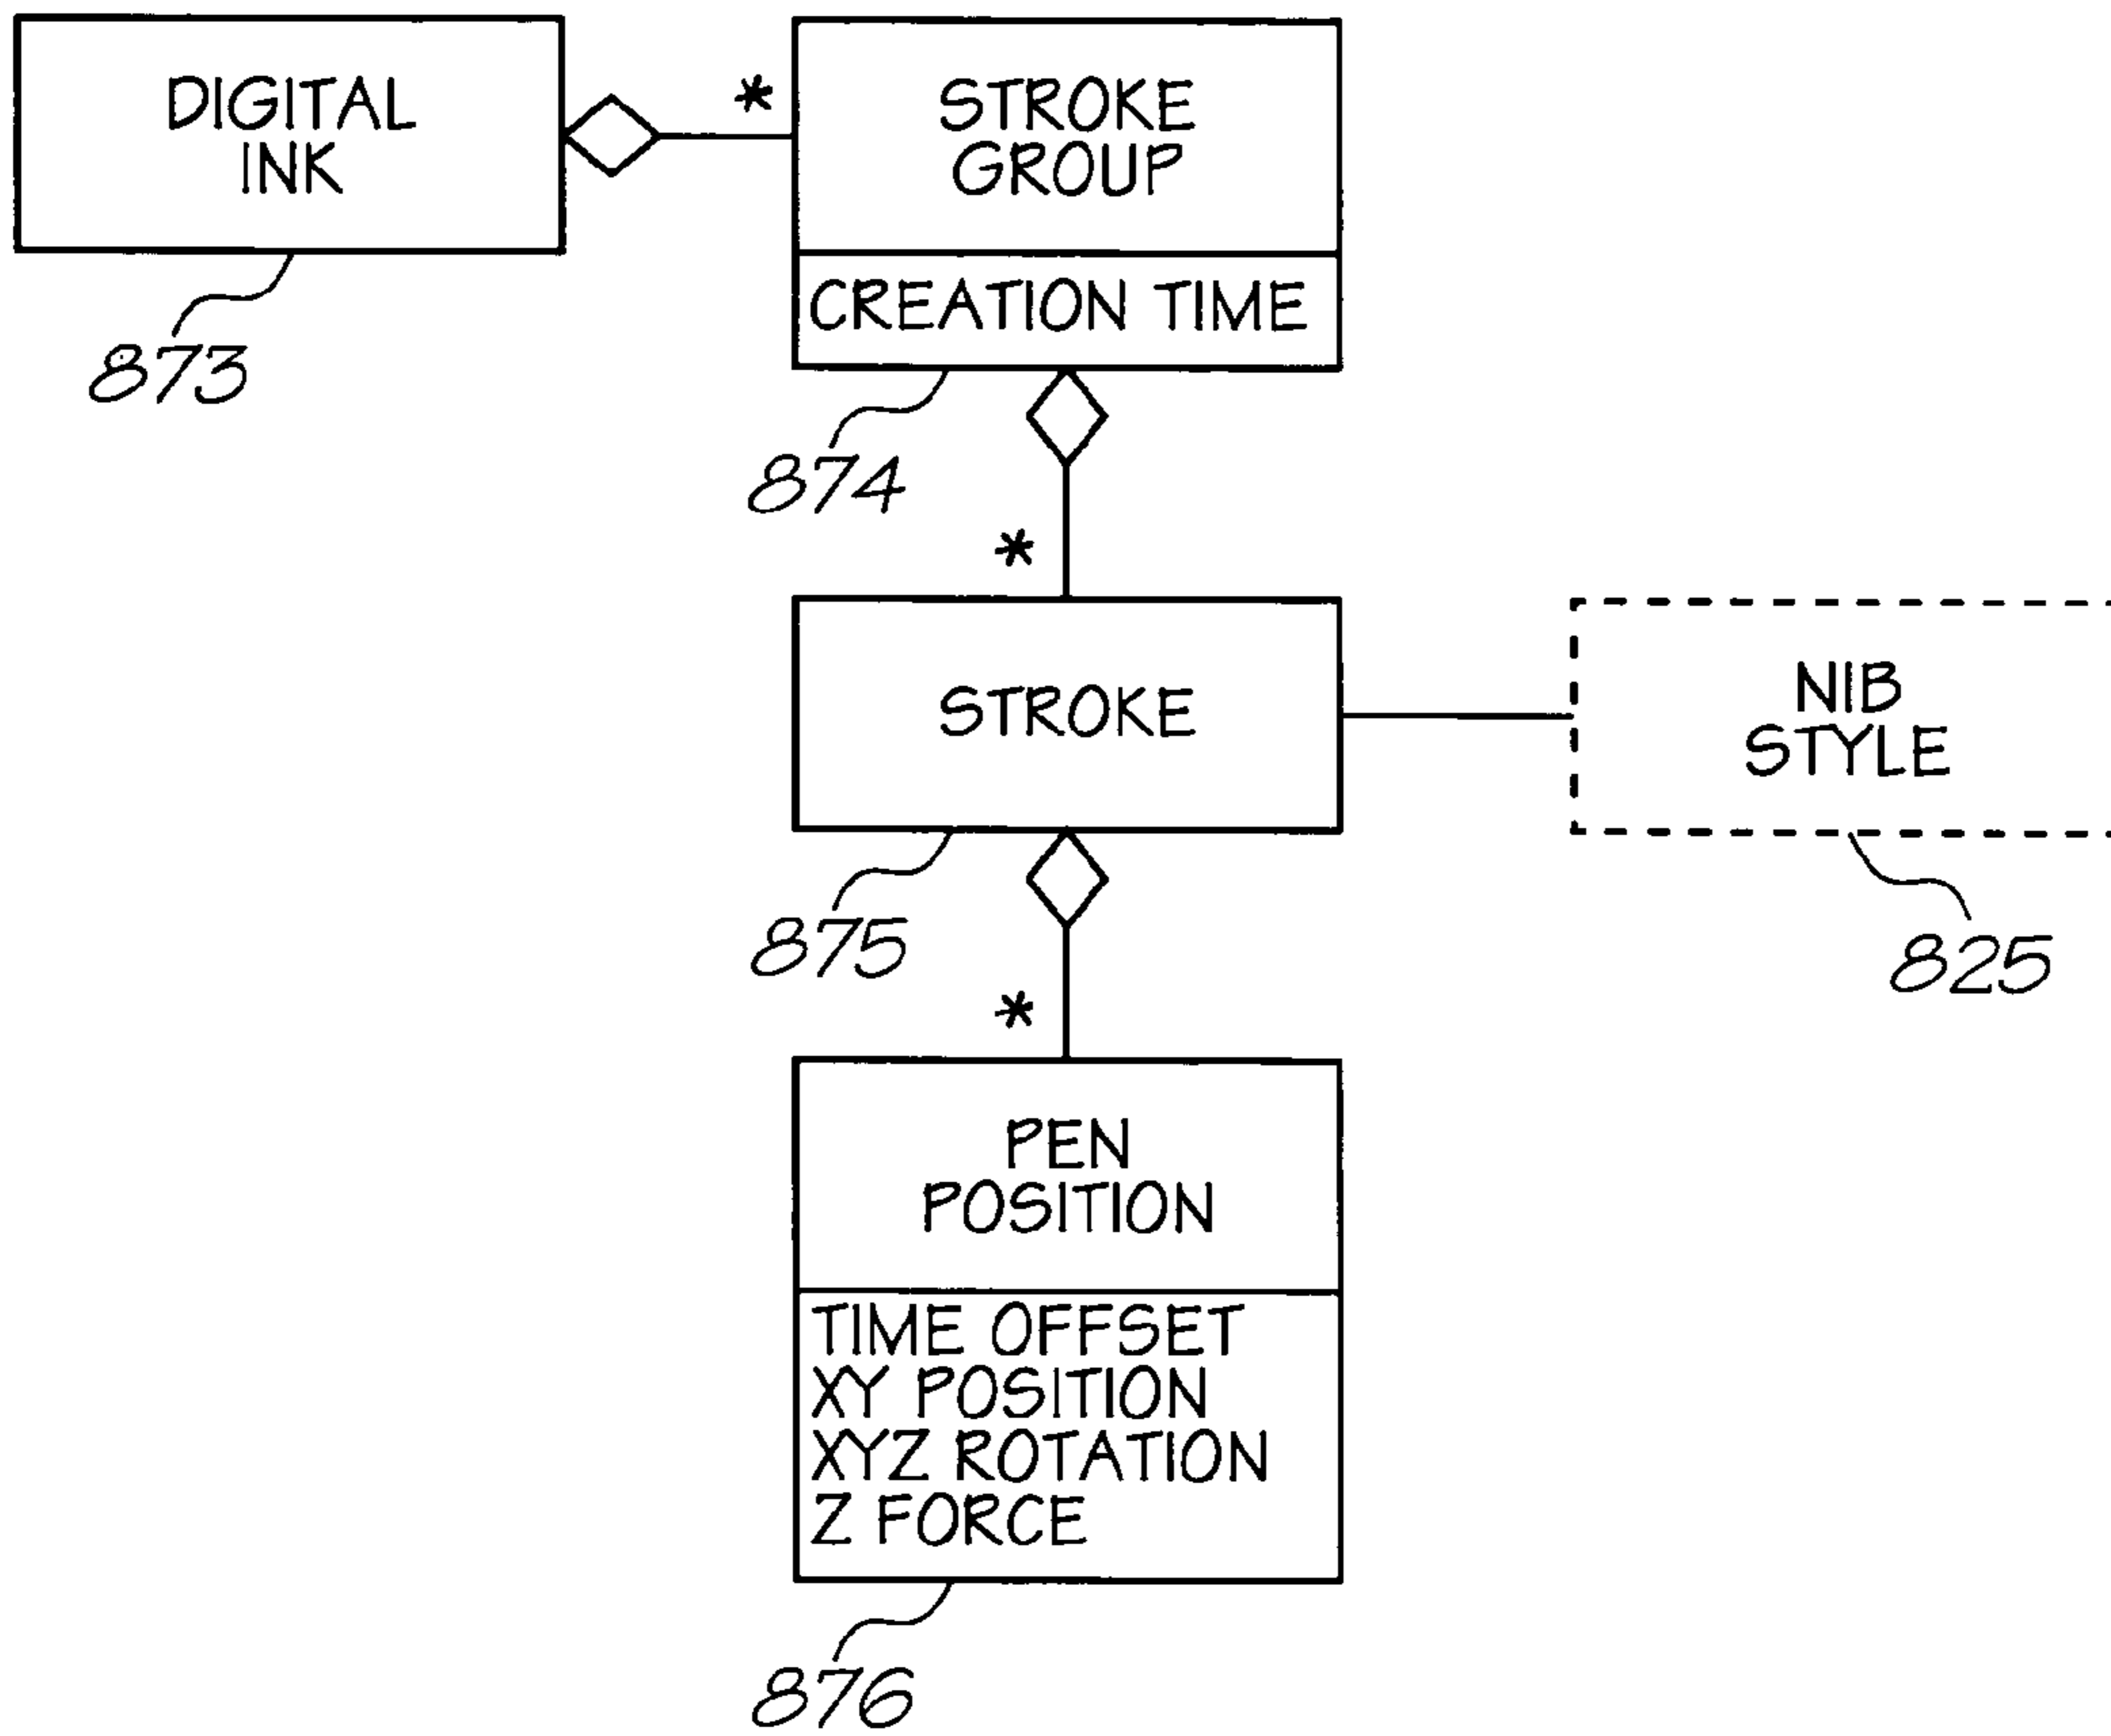 DIGITAL
INK
*
STROKE
GROUP
CREATION TIME
873
874
*
STROKE
NIB
STYLE
875
825
*
PEN
POSITION
TIME OFFSET
XY POSITION
XYZ ROTATION
Z FORCE
876